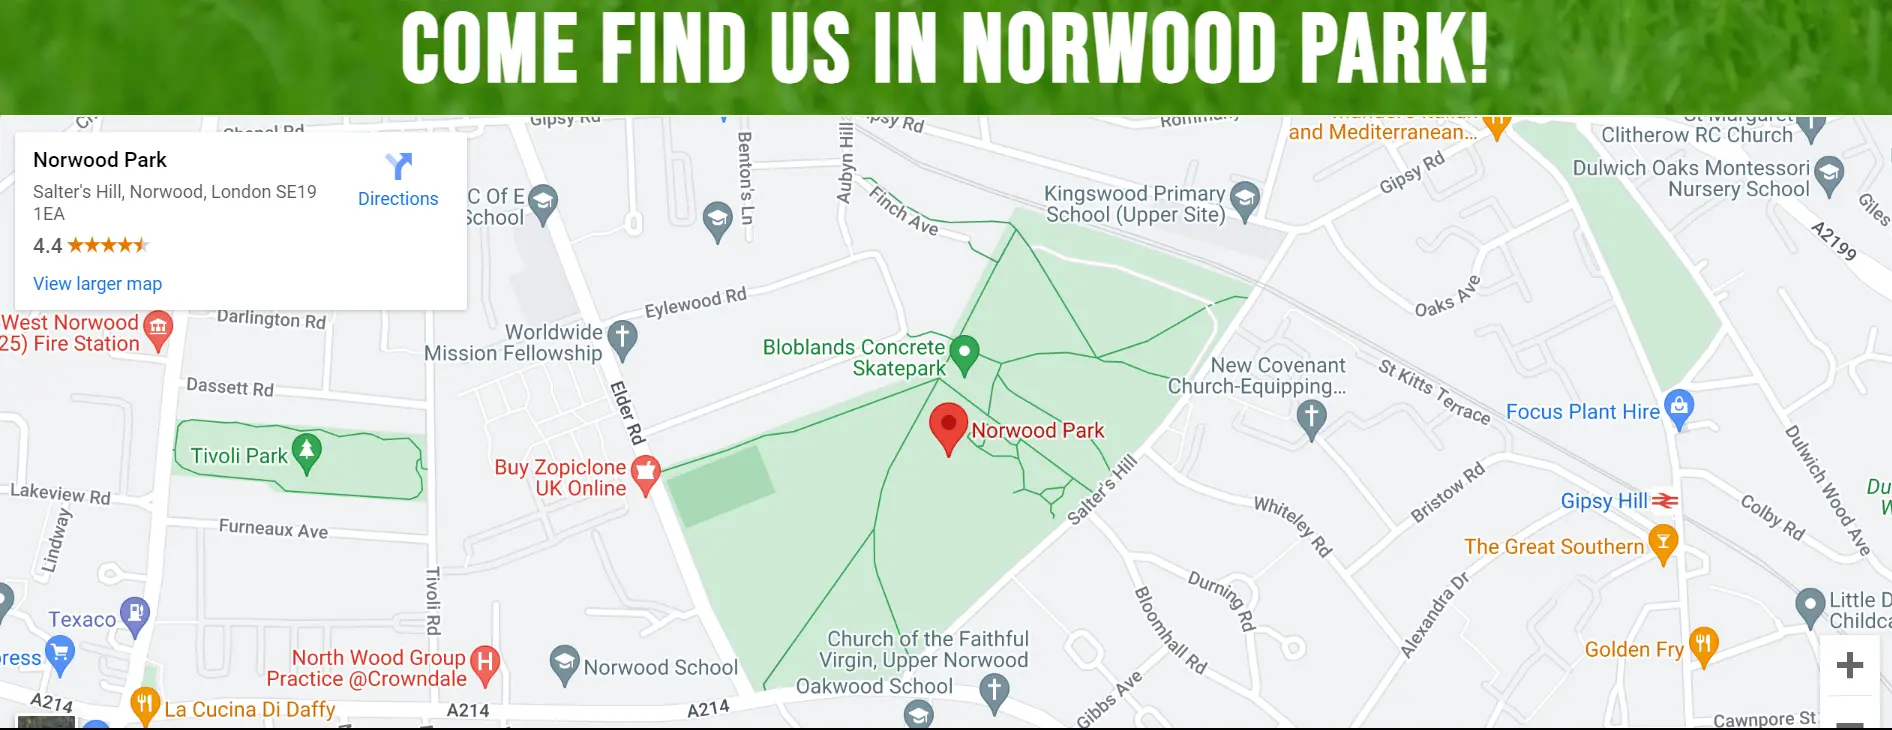 COME FIND US IN NORWOOD PARK!
Norwood Park
Salter's Hill, Norwood, London SE19
1EA
4.4
Directions
View larger map
Gipsy Rd
Benton's Ln
Aubyn Hill
Finch Ave
Kingswood Primary
School (Upper Site)
and Mediterranean...
Gipsy Rd
Clitherow RC Church
Dulwich Oaks Montessori
Nursery School
Giles
A2199
C Of E
School
Eylewood Rd
Oaks Ave
West Norwood
25) Fire Station
Darlington Rd
Worldwide
Mission Fellowship
Bloblands Concrete
Skatepark
New Covenant
Church-Equipping...
St Kitts Terrace
Focus Plant Hire
Dassett Rd
Elder Rd
Norwood Park
Tivoli Park
Buy Zopiclone
UK Online
Lakeview Rd
Lindway
Furneaux Ave
Salter's Hill
Whiteley Rd
Bristow Rd
Gipsy Hill
Colby Rd
Dulwich Wood Ave
Du
The Great Southern
Tivoli Rd
Durning Rd
Bloomhall Rd
Alexandra Dr
Little D
Childca
Texaco
ress
North Wood Group
Practice @Crowndale
Norwood School
Church of the Faithful
Virgin, Upper Norwood
Oakwood School
Golden Fry
A214
La Cucina Di Daffy
A214
A214
Gibbs Ave
Cawnpore St